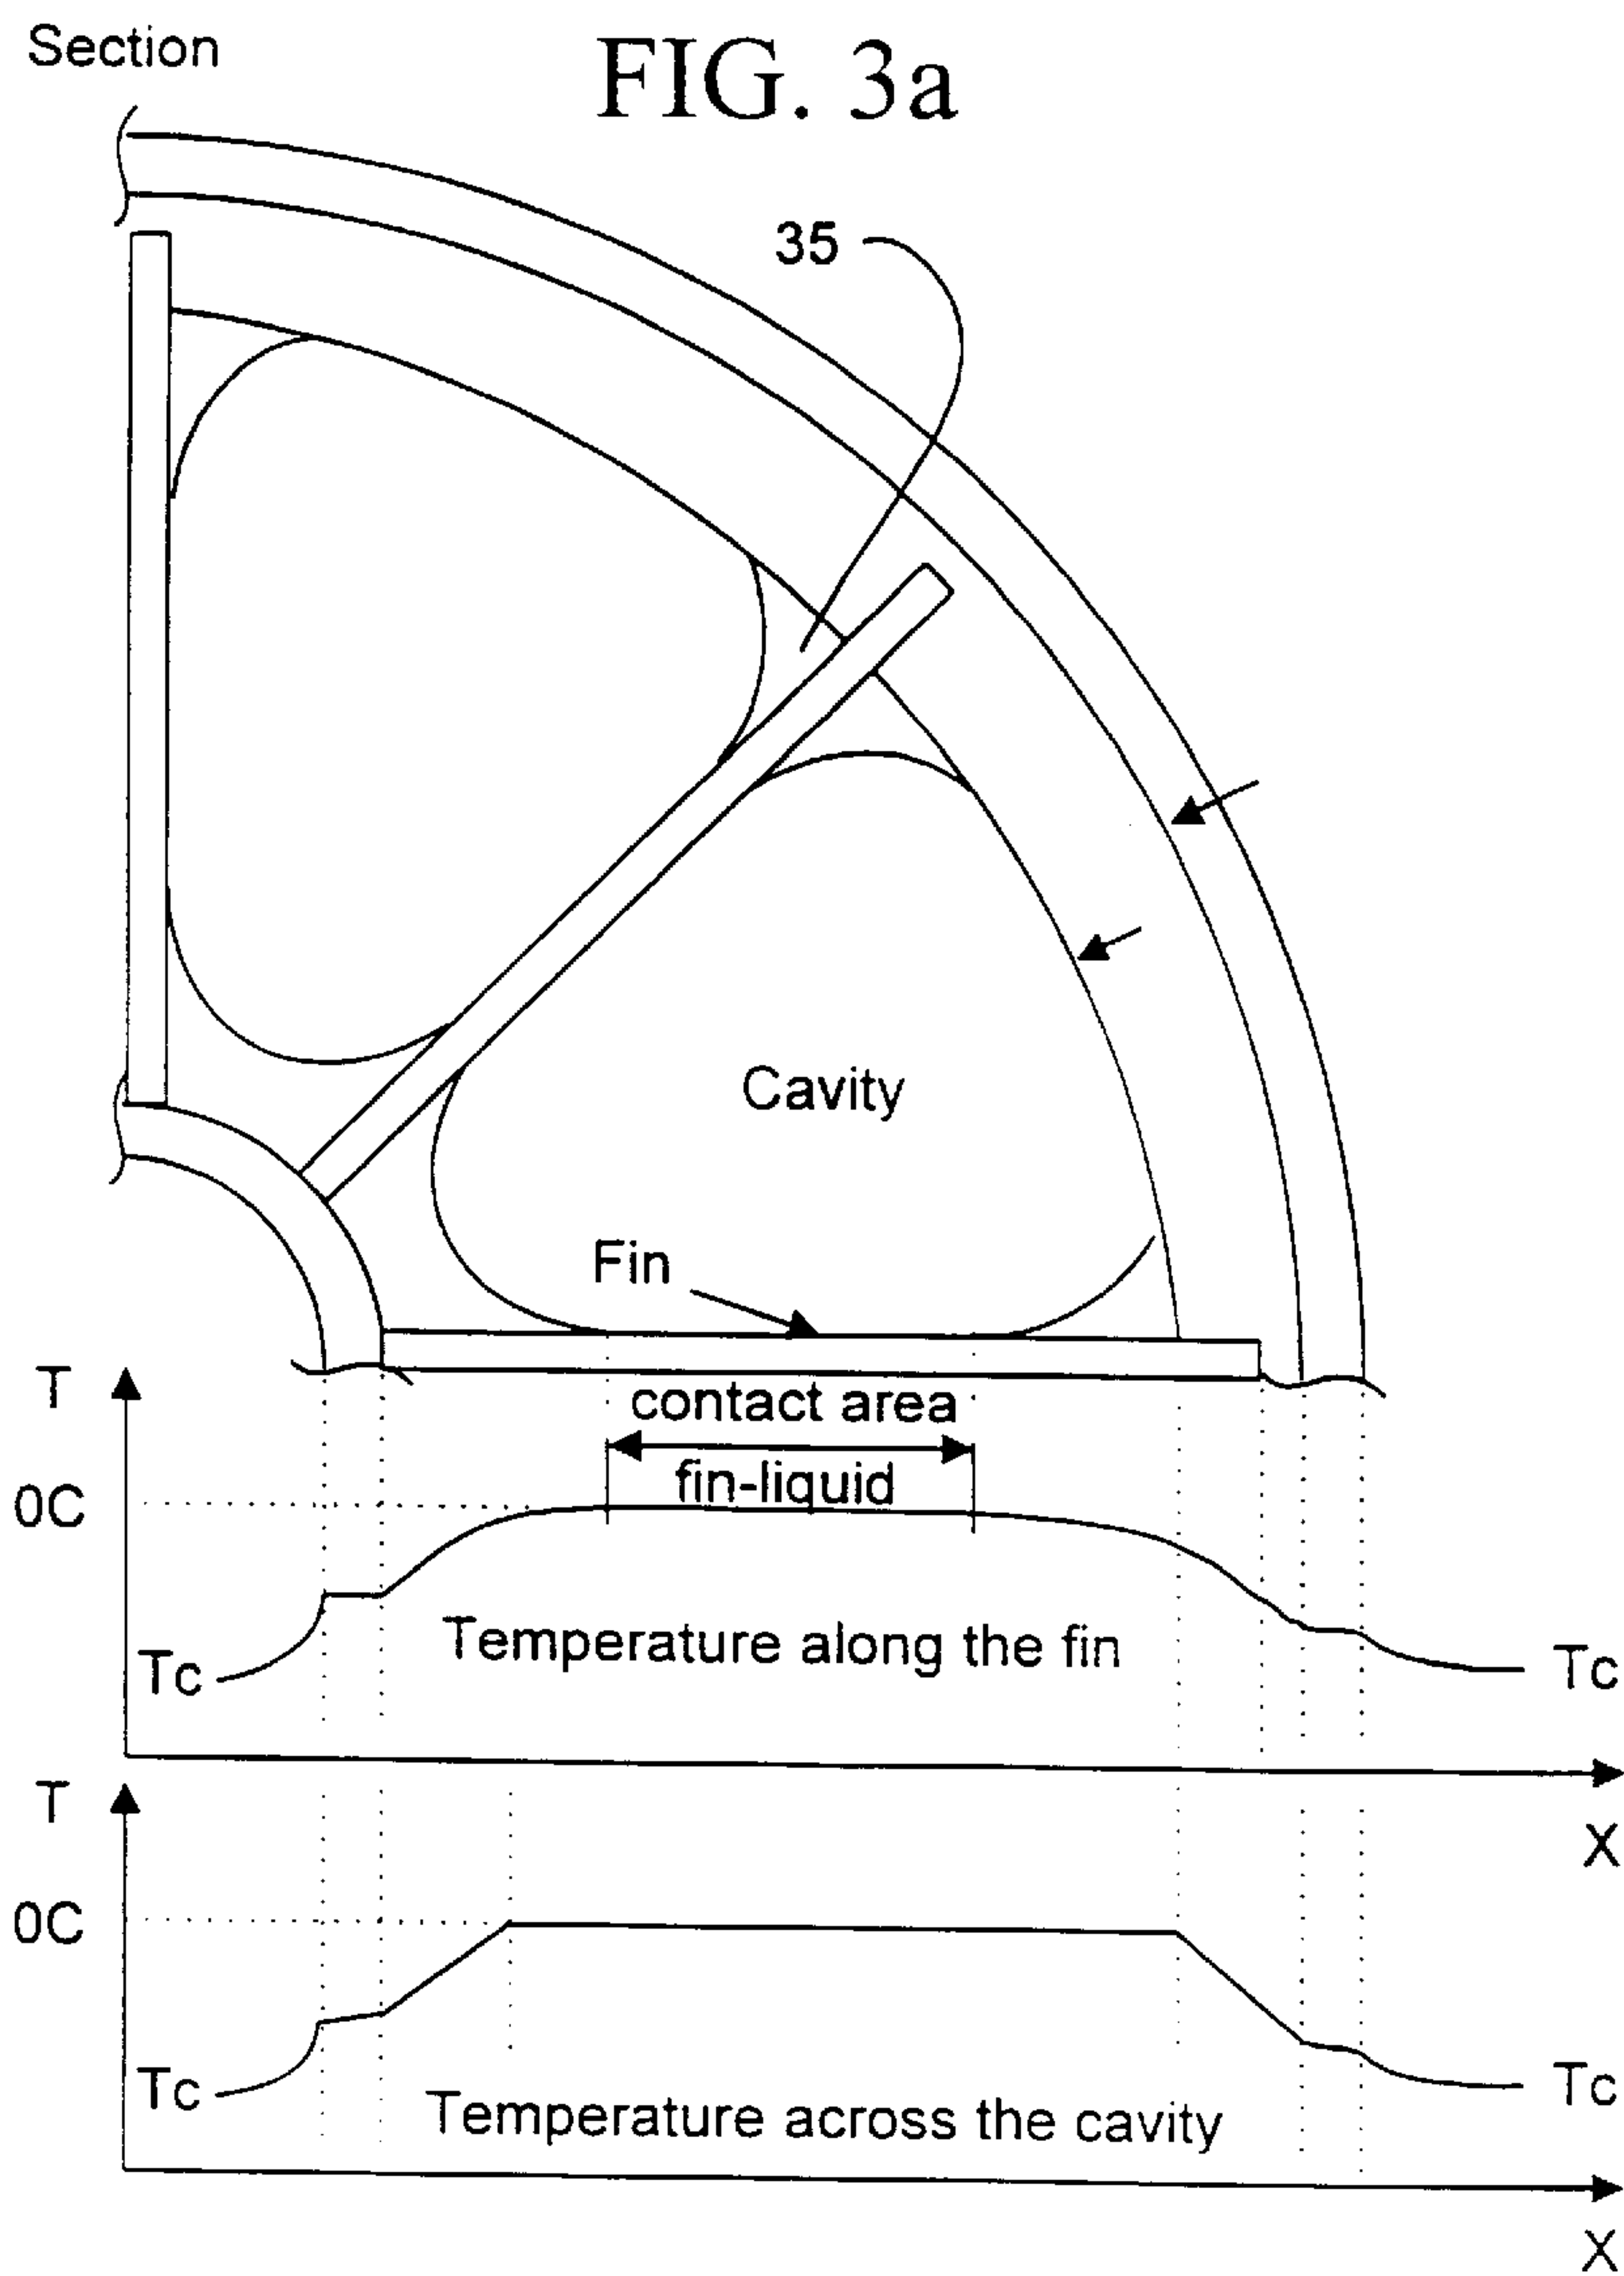 Section
FIG. 3a
35
Cavity
Fin
T
contact area
fin-liquid
0C
Temperature along the fin
Tc
Tc
X
T
0C
Tc
Tc
Temperature across the cavity
X